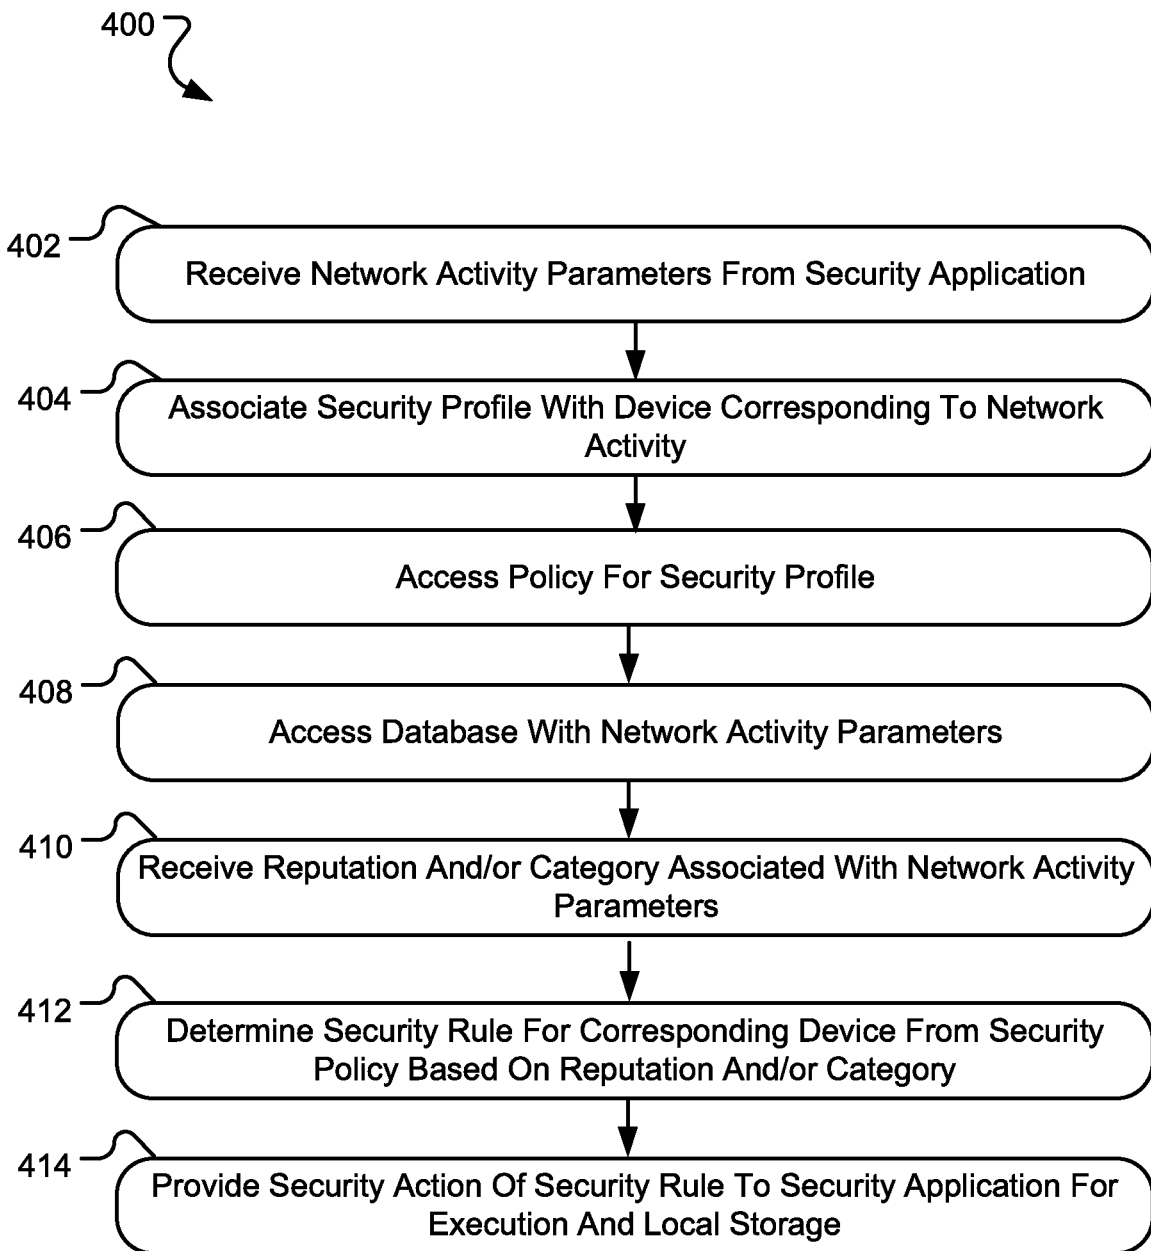 400
402
Receive Network Activity Parameters From Security Application
404
Associate Security Profile With Device Corresponding To Network
Activity
406
Access Policy For Security Profile
408
Access Database With Network Activity Parameters
410
Receive Reputation And/or Category Associated With Network Activity
Parameters
412
Determine Security Rule For Corresponding Device From Security
Policy Based On Reputation And/or Category
414
Provide Security Action Of Security Rule To Security Application For
Execution And Local Storage